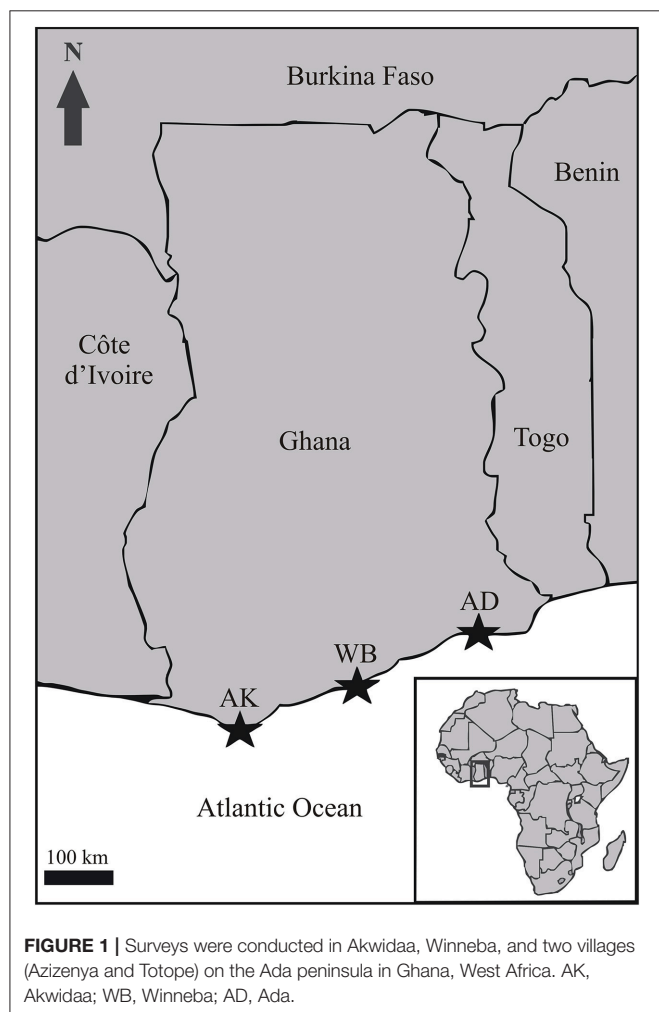 N
Burkina Faso
Benin
Côte
d'Ivoire
Ghana
Togo
AD
WB
AK
Atlantic Ocean
100 km
FIGURE 1 | Surveys were conducted in Akwidaa, Winneba, and two villages
(Azizenya and Totope) on the Ada peninsula in Ghana, West Africa. AK,
Akwidaa; WB, Winneba; AD, Ada.